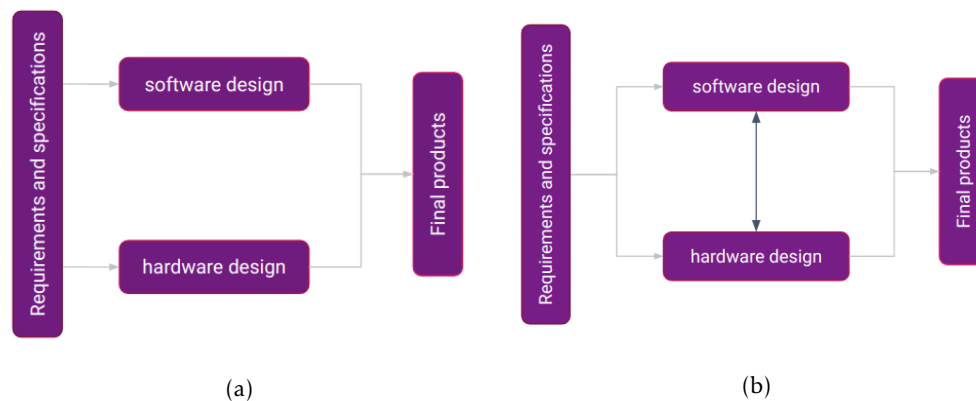 Requirements and specifications
software design
hardware design
Final products
(a)
Requirements and specifications
software design
hardware design
Final products
(b)